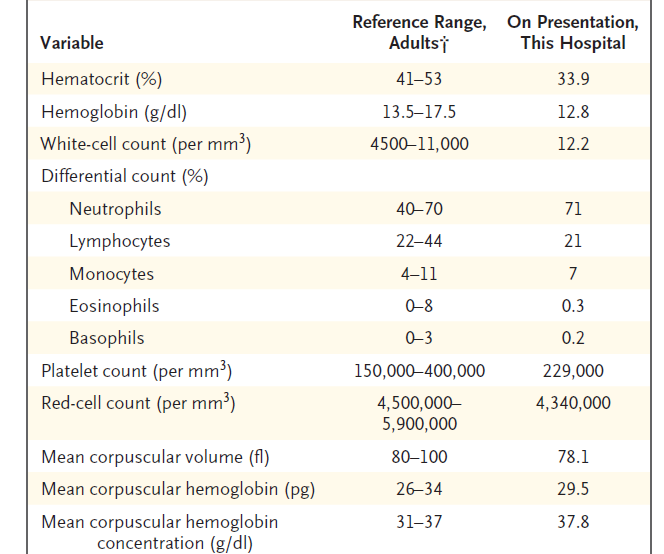 Variable Reference Range, Adults† On Presentation, This Hospital
Hematocrit (%) 41–53 33.9
Hemoglobin (g/dl) 13.5–17.5 12.8
White-cell count (per mm³) 4500–11,000 12.2
Differential count (%)
Neutrophils 40–70 71
Lymphocytes 22–44 21
Monocytes 4–11 7
Eosinophils 0–8 0.3
Basophils 0–3 0.2
Platelet count (per mm³) 150,000–400,000 229,000
Red-cell count (per mm³) 4,500,000– 4,340,000
5,900,000
Mean corpuscular volume (fl) 80–100 78.1
Mean corpuscular hemoglobin (pg) 26–34 29.5
Mean corpuscular hemoglobin 31–37 37.8
concentration (g/dl)